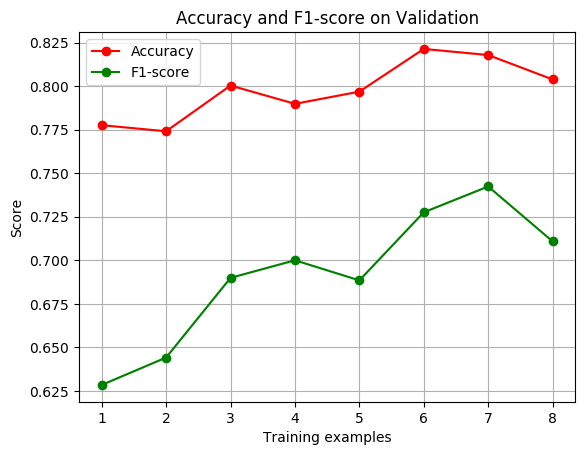 Accuracy and F1-score on Validation
Accuracy
F1-score
0.825
0.800
0.775
0.750
0.725
0.700
0.675
0.650
0.625
Score
1 2 3 4 5 6 7 8
Training examples